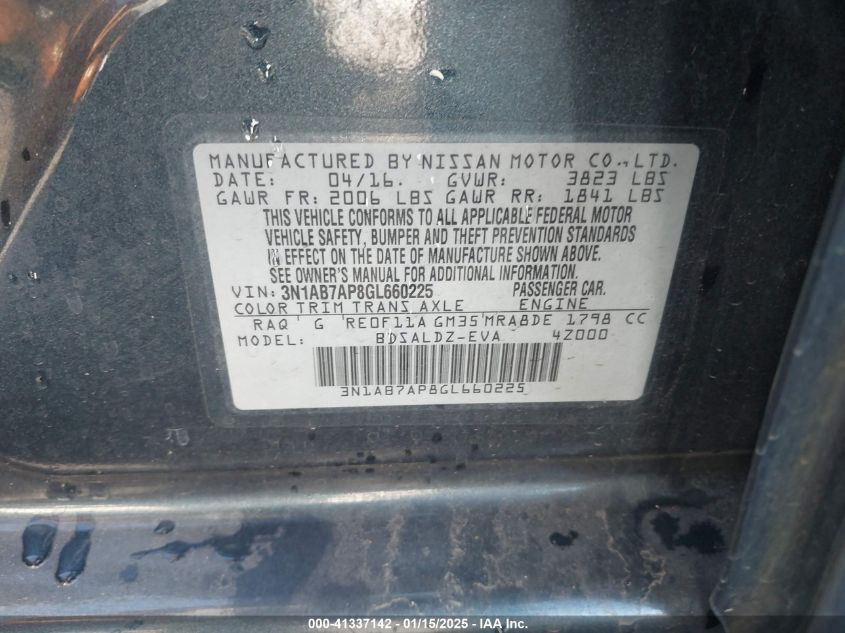 MANUFACTURED BY NISSAN MOTOR CO., LTD.
DATE: 04/16. GVWR: 3823 LBS
GAWR FR: 2006 LBS GAWR RR: 1841 LBS
THIS VEHICLE CONFORMS TO ALL APPLICABLE FEDERAL MOTOR
VEHICLE SAFETY, BUMPER AND THEFT PREVENTION STANDARDS
IN EFFECT ON THE DATE OF MANUFACTURE SHOWN ABOVE.
SEE OWNER'S MANUAL FOR ADDITIONAL INFORMATION.
VIN: 3N1AB7AP8GL660225 PASSENGER CAR.
COLOR TRIM TRANS AXLE ENGINE
RAQ G RE0F11A GM35 MRA8DE 1798 CC
MODEL: BDSALDZ-EVA 4Z000
3N1AB7AP8GL660225
000-41337142 - 01/15/2025 - IAA, Inc.